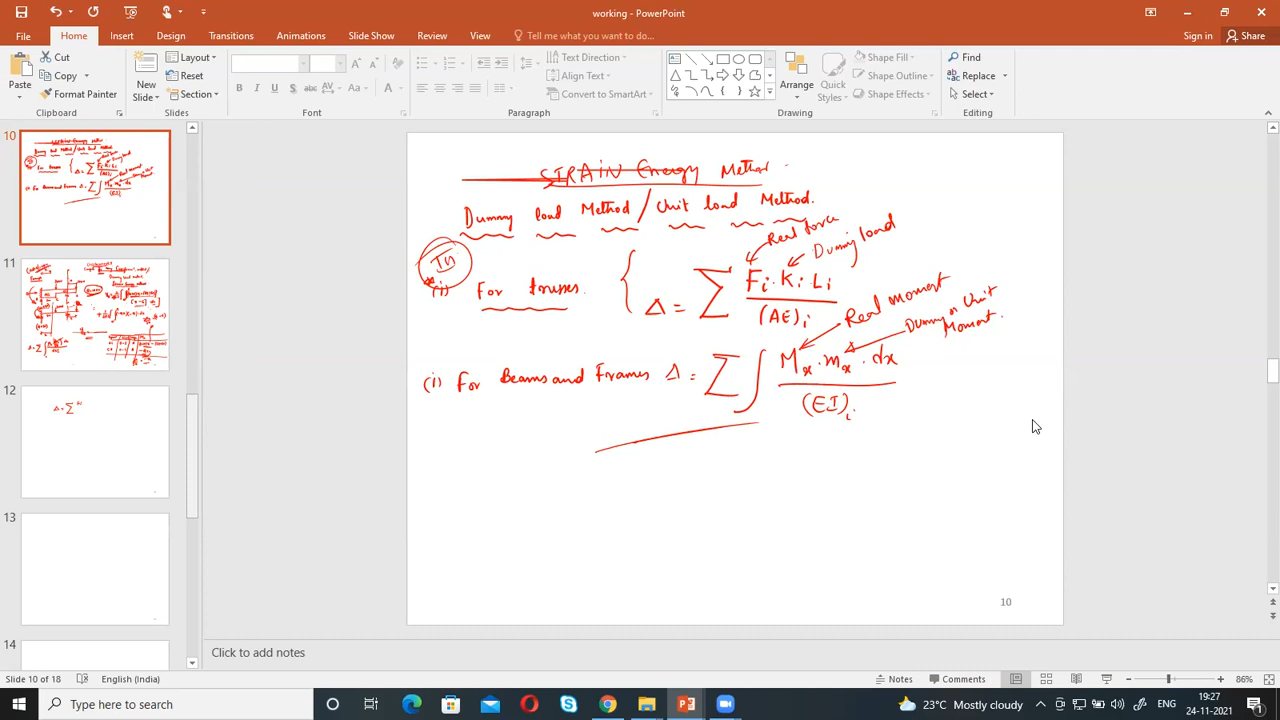 working - PowerPoint
File Home Insert Design Transitions Animations Slide Show Review View Tell me what you want to do... Sign in Share
Paste
Cut
Copy
Format Painter
Clipboard
New
Slide
Layout
Reset
Section
Slides
B I U S abc AV Aa A
Font
Text Direction
Align Text
Convert to SmartArt
Paragraph
Arrange
Quick
Styles
Shape Fill
Shape Outline
Shape Effects
Drawing
Find
Replace
Select
Editing
10
11
12
13
14
STRAIN Energy Method
Dummy load Method / Unit load Method.
Real force
Dummy load
(ii) For trusses. Δ = ∑ Fi · Ki · Li / (AE)i
Real moment
Dummy or Unit
Moment.
(i) For Beams and Frames Δ = ∑ ∫ Mx · mx · dx / (EI)i
10
Click to add notes
Slide 10 of 18 English (India) Notes Comments 86%
Type here to search
23°C Mostly cloudy
ENG
19:27
24-11-2021